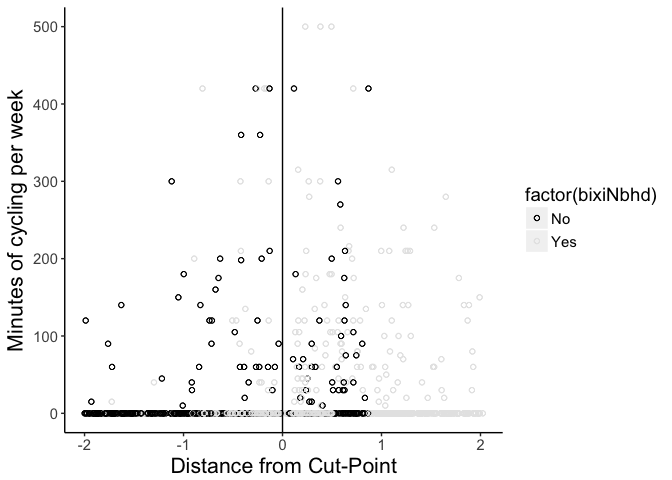 500
400
300
200
100
0
Minutes of cycling per week
-2 -1 0 1 2
Distance from Cut-Point
factor(bixiNbhd)
No
Yes